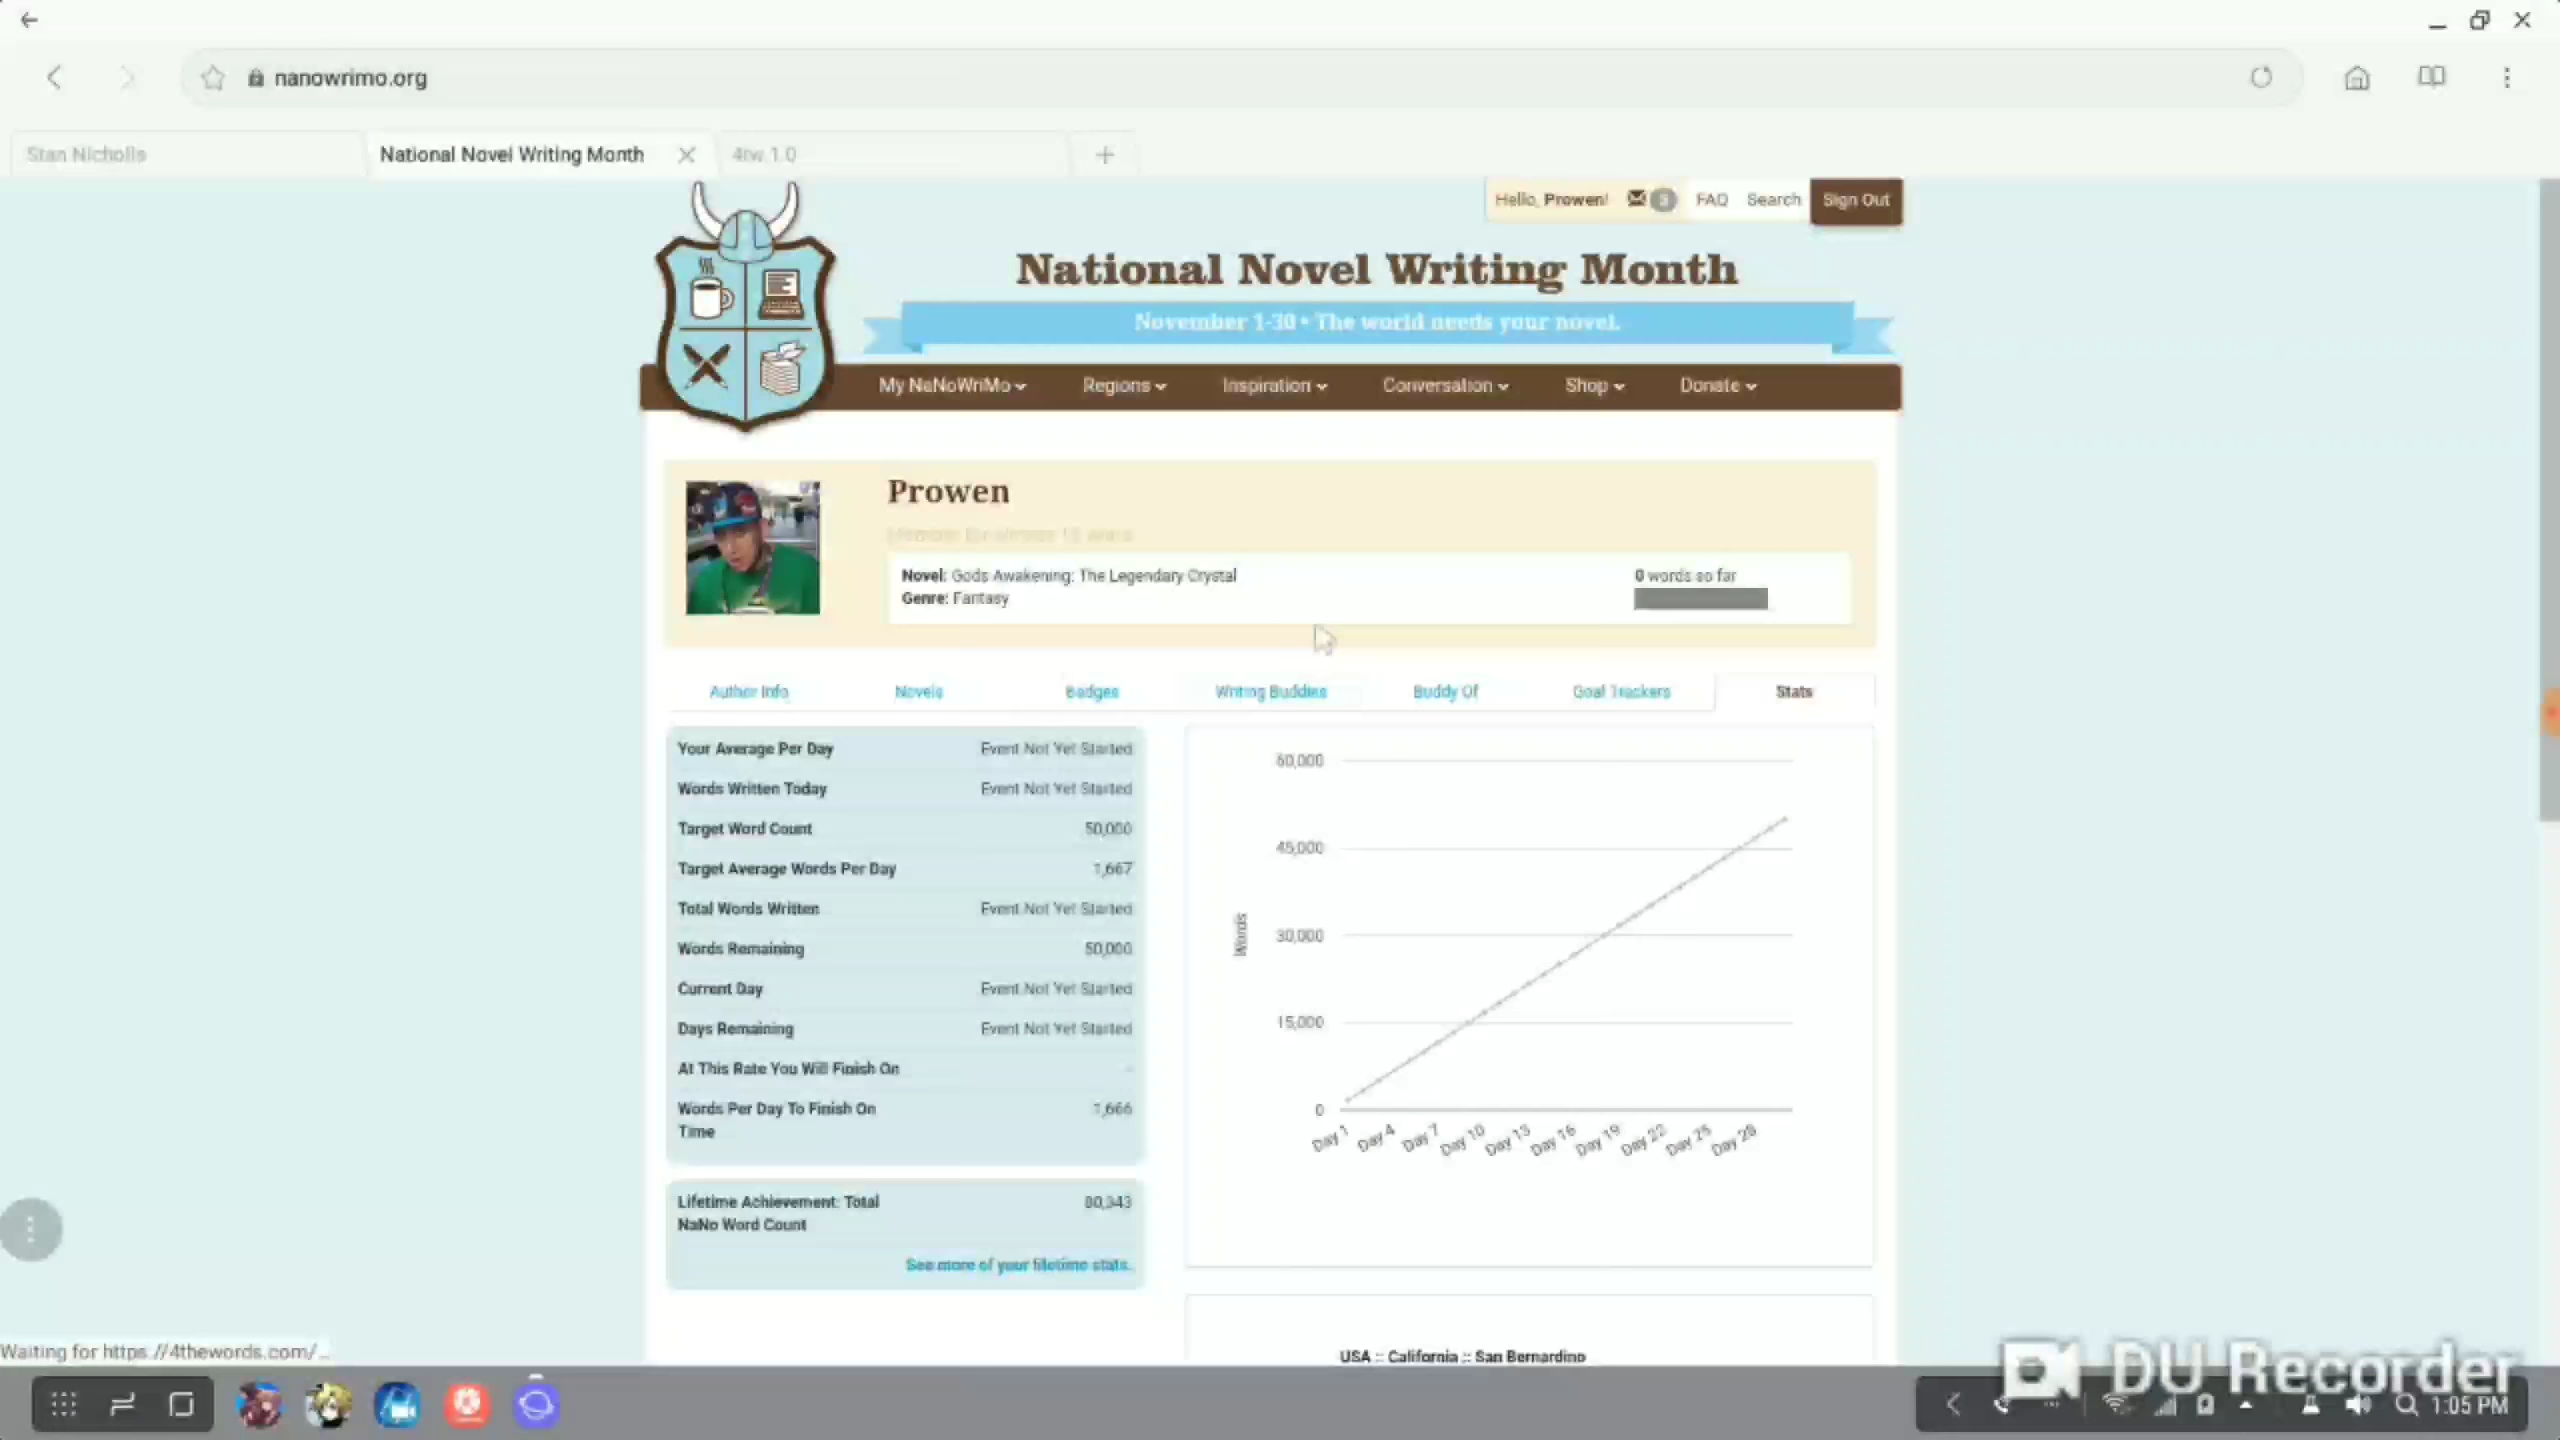 nanowrimo.org
Stan Nicholls
National Novel Writing Month
4tw 1.0
Hello, Prowen!
FAQ
Search
Sign Out
National Novel Writing Month
November 1-30 • The world needs your novel.
My NaNoWriMo
Regions
Inspiration
Conversation
Shop
Donate
Prowen
Novel: Gods Awakening: The Legendary Crystal
0 words so far
Genre: Fantasy
Author Info
Novels
Badges
Writing Buddies
Buddy Of
Goal Trackers
Stats
Your Average Per Day Event Not Yet Started
Words Written Today Event Not Yet Started
Target Word Count 50,000
Target Average Words Per Day 1,667
Total Words Written Event Not Yet Started
Words Remaining 50,000
Current Day Event Not Yet Started
Days Remaining Event Not Yet Started
At This Rate You Will Finish On -
Words Per Day To Finish On 1,666
Time
Lifetime Achievement: Total 80,343
NaNo Word Count
See more of your lifetime stats.
60,000
45,000
30,000
15,000
0
Words
Day 1 Day 4 Day 7 Day 10 Day 13 Day 16 Day 19 Day 22 Day 25 Day 28
USA :: California :: San Bernardino
Waiting for https://4thewords.com/...
DU Recorder
1:05 PM